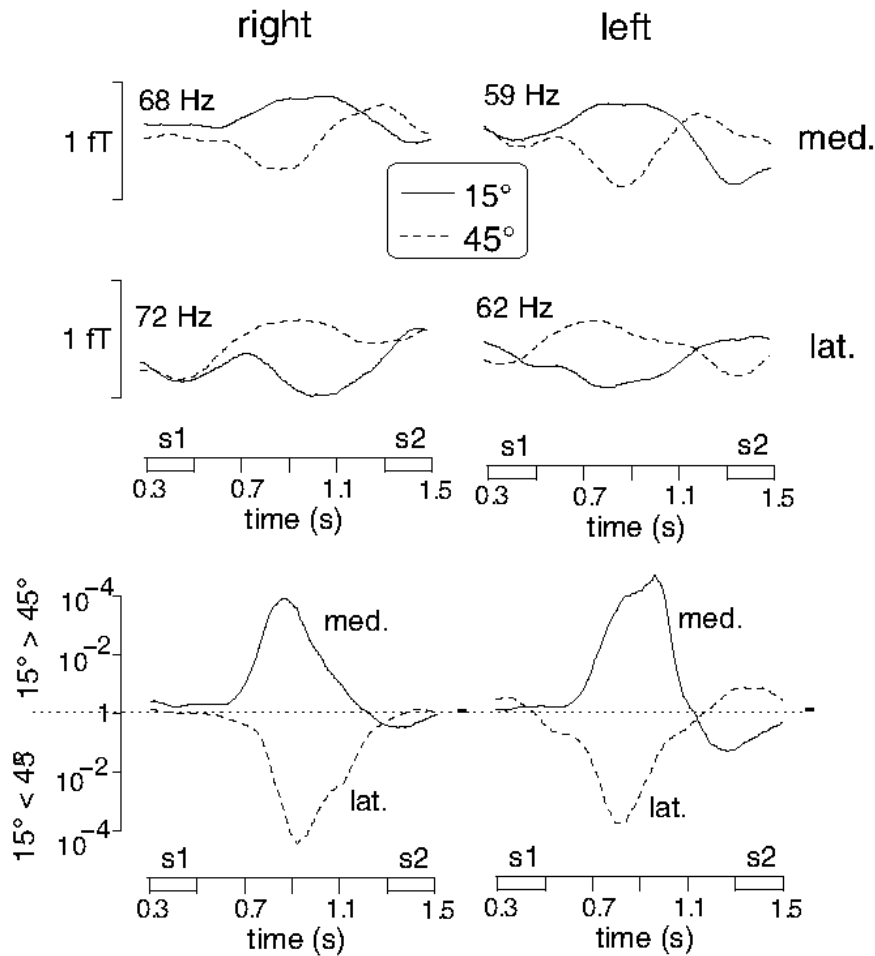 right left
68 Hz 59 Hz
1 fT med.
15°
45°
72 Hz 62 Hz
1 fT lat.
s1 s2 s1 s2
0.3 0.7 1.1 1.5 0.3 0.7 1.1 1.5
time (s) time (s)
15° > 45°
15° < 45
10⁻⁴
10⁻²
1
10⁻²
10⁻⁴
med. med.
lat. lat.
s1 s2 s1 s2
0.3 0.7 1.1 1.5 0.3 0.7 1.1 1.5
time (s) time (s)